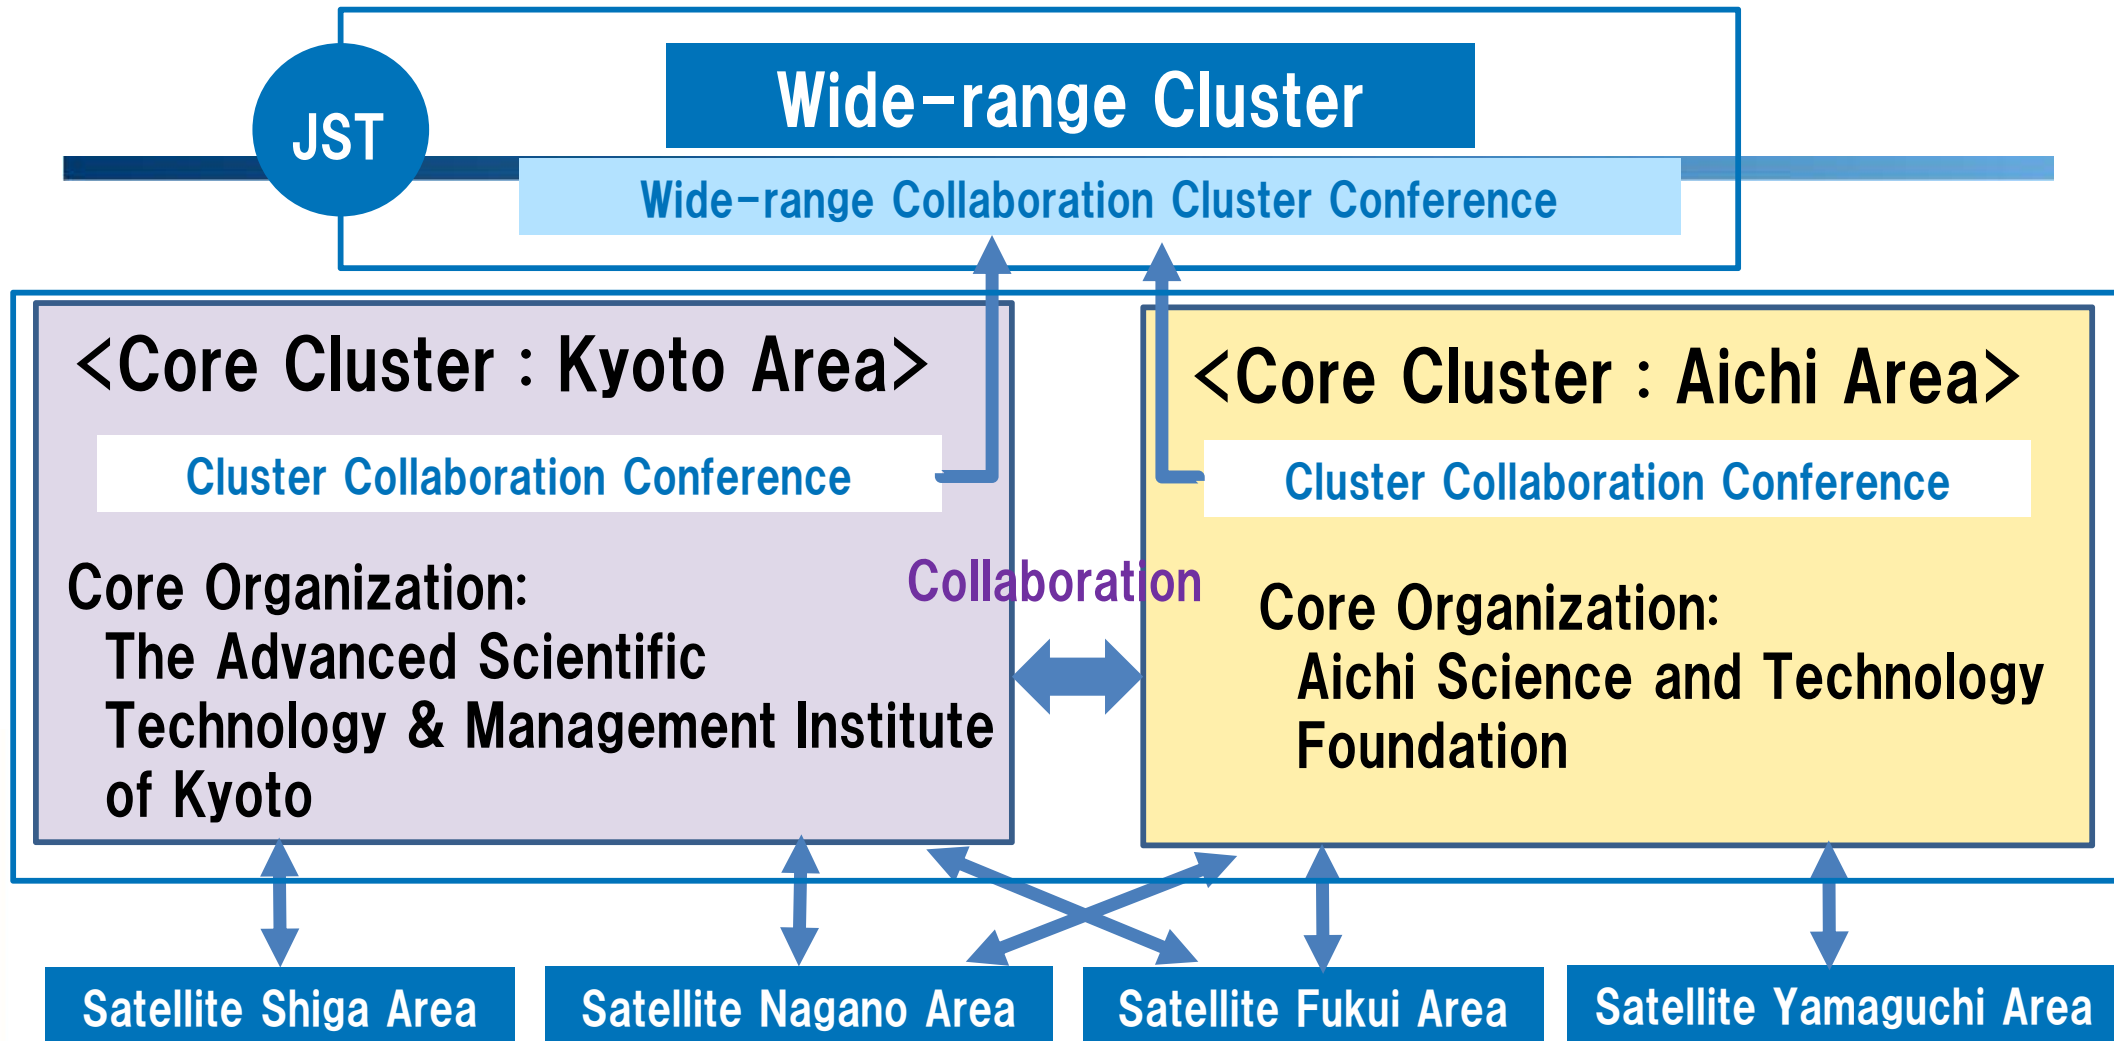 JST
Wide-range Cluster
Wide-range Collaboration Cluster Conference
<Core Cluster : Kyoto Area>
Cluster Collaboration Conference
Core Organization:
The Advanced Scientific
Technology & Management Institute
of Kyoto
Collaboration
<Core Cluster : Aichi Area>
Cluster Collaboration Conference
Core Organization:
Aichi Science and Technology
Foundation
Satellite Shiga Area
Satellite Nagano Area
Satellite Fukui Area
Satellite Yamaguchi Area